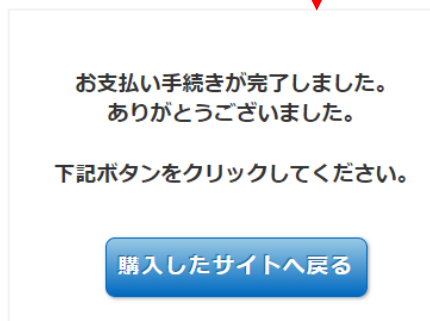 お支払い手続きが完了しました。
ありがとうございました。
下記ボタンをクリックしてください。
購入したサイトへ戻る